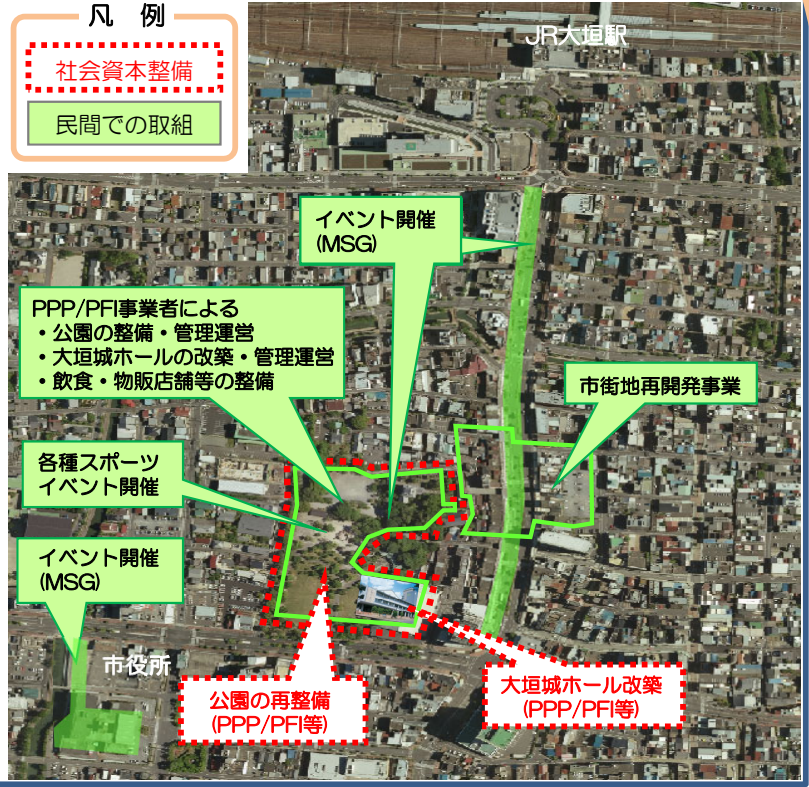 凡 例
社会資本整備
民間での取組
JR大垣駅
イベント開催
(MSG)
PPP/PFI事業者による
・公園の整備・管理運営
・大垣城ホールの改築・管理運営
・飲食・物販店舗等の整備
市街地再開発事業
各種スポーツ
イベント開催
イベント開催
(MSG)
市役所
公園の再整備
(PPP/PFI等)
大垣城ホール改築
(PPP/PFI等)